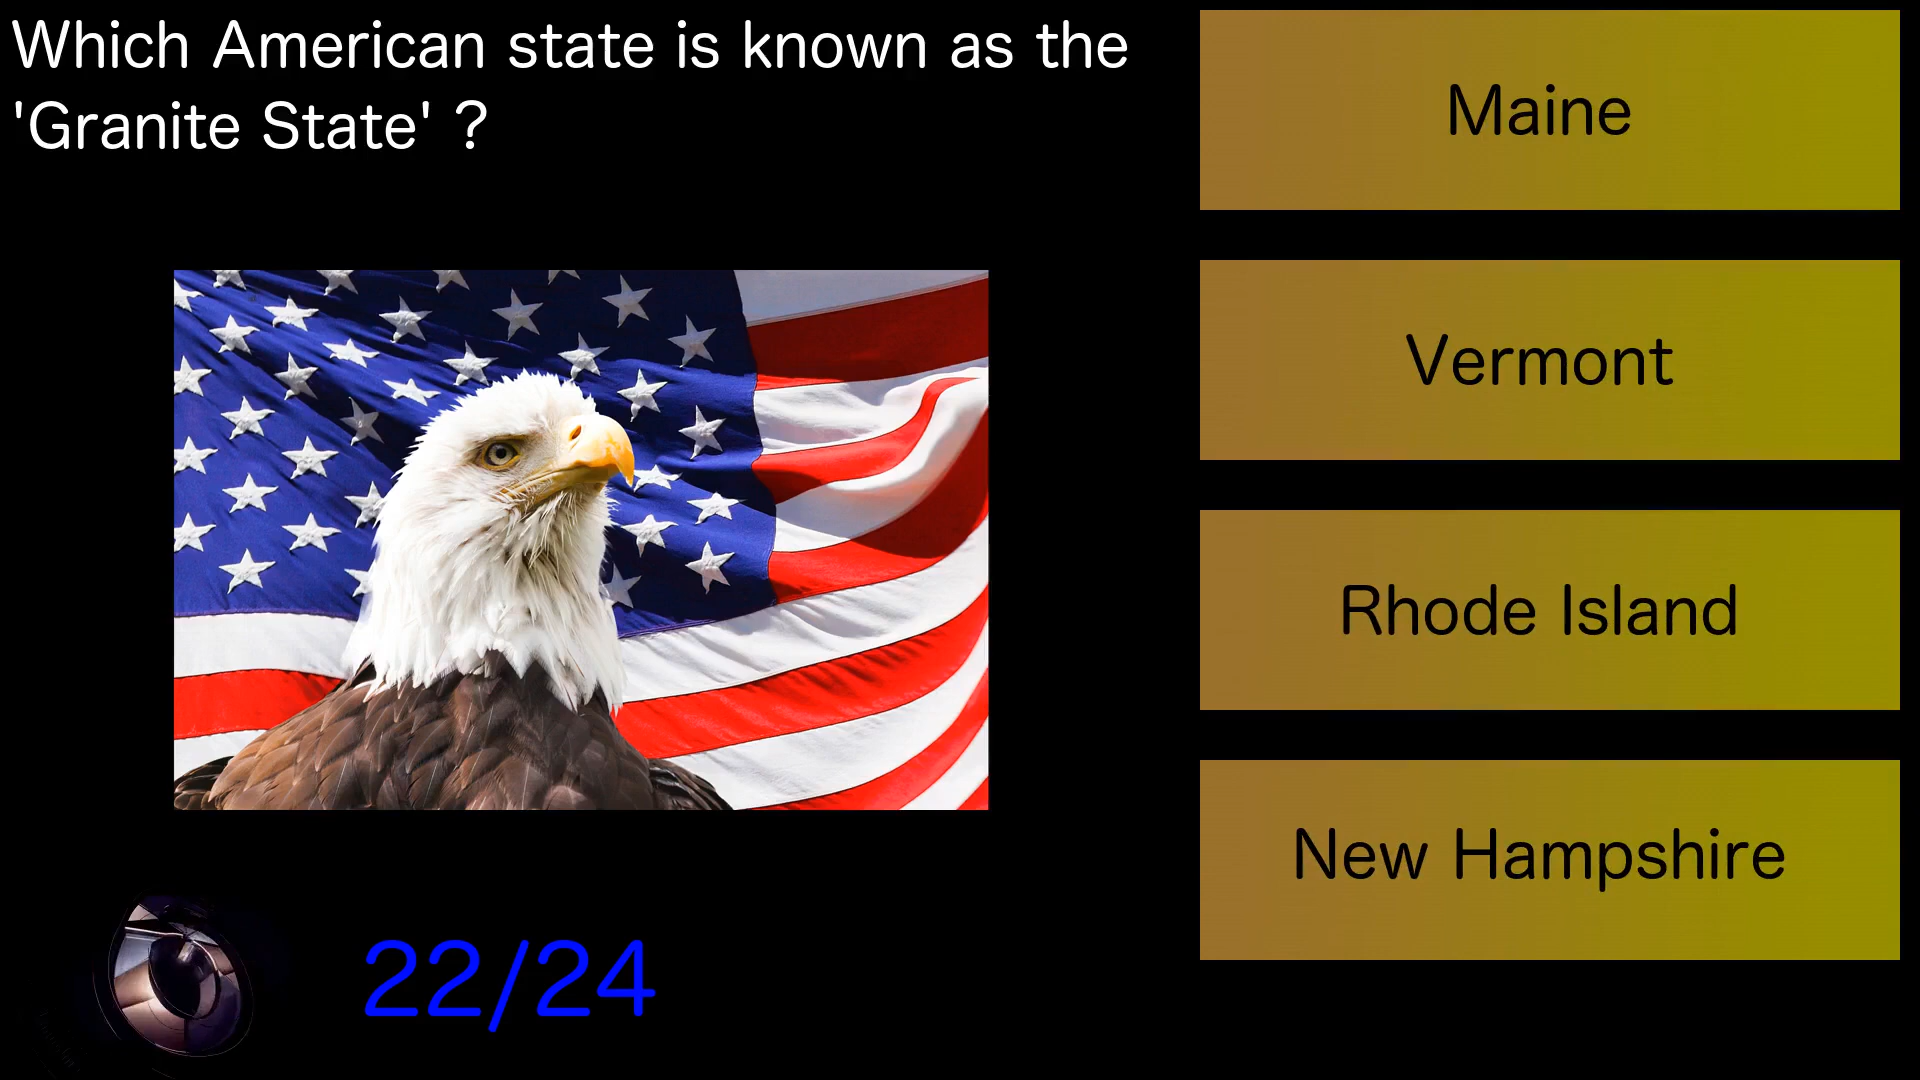 Which American state is known as the
'Granite State' ?
Maine
Vermont
Rhode Island
New Hampshire
22/24